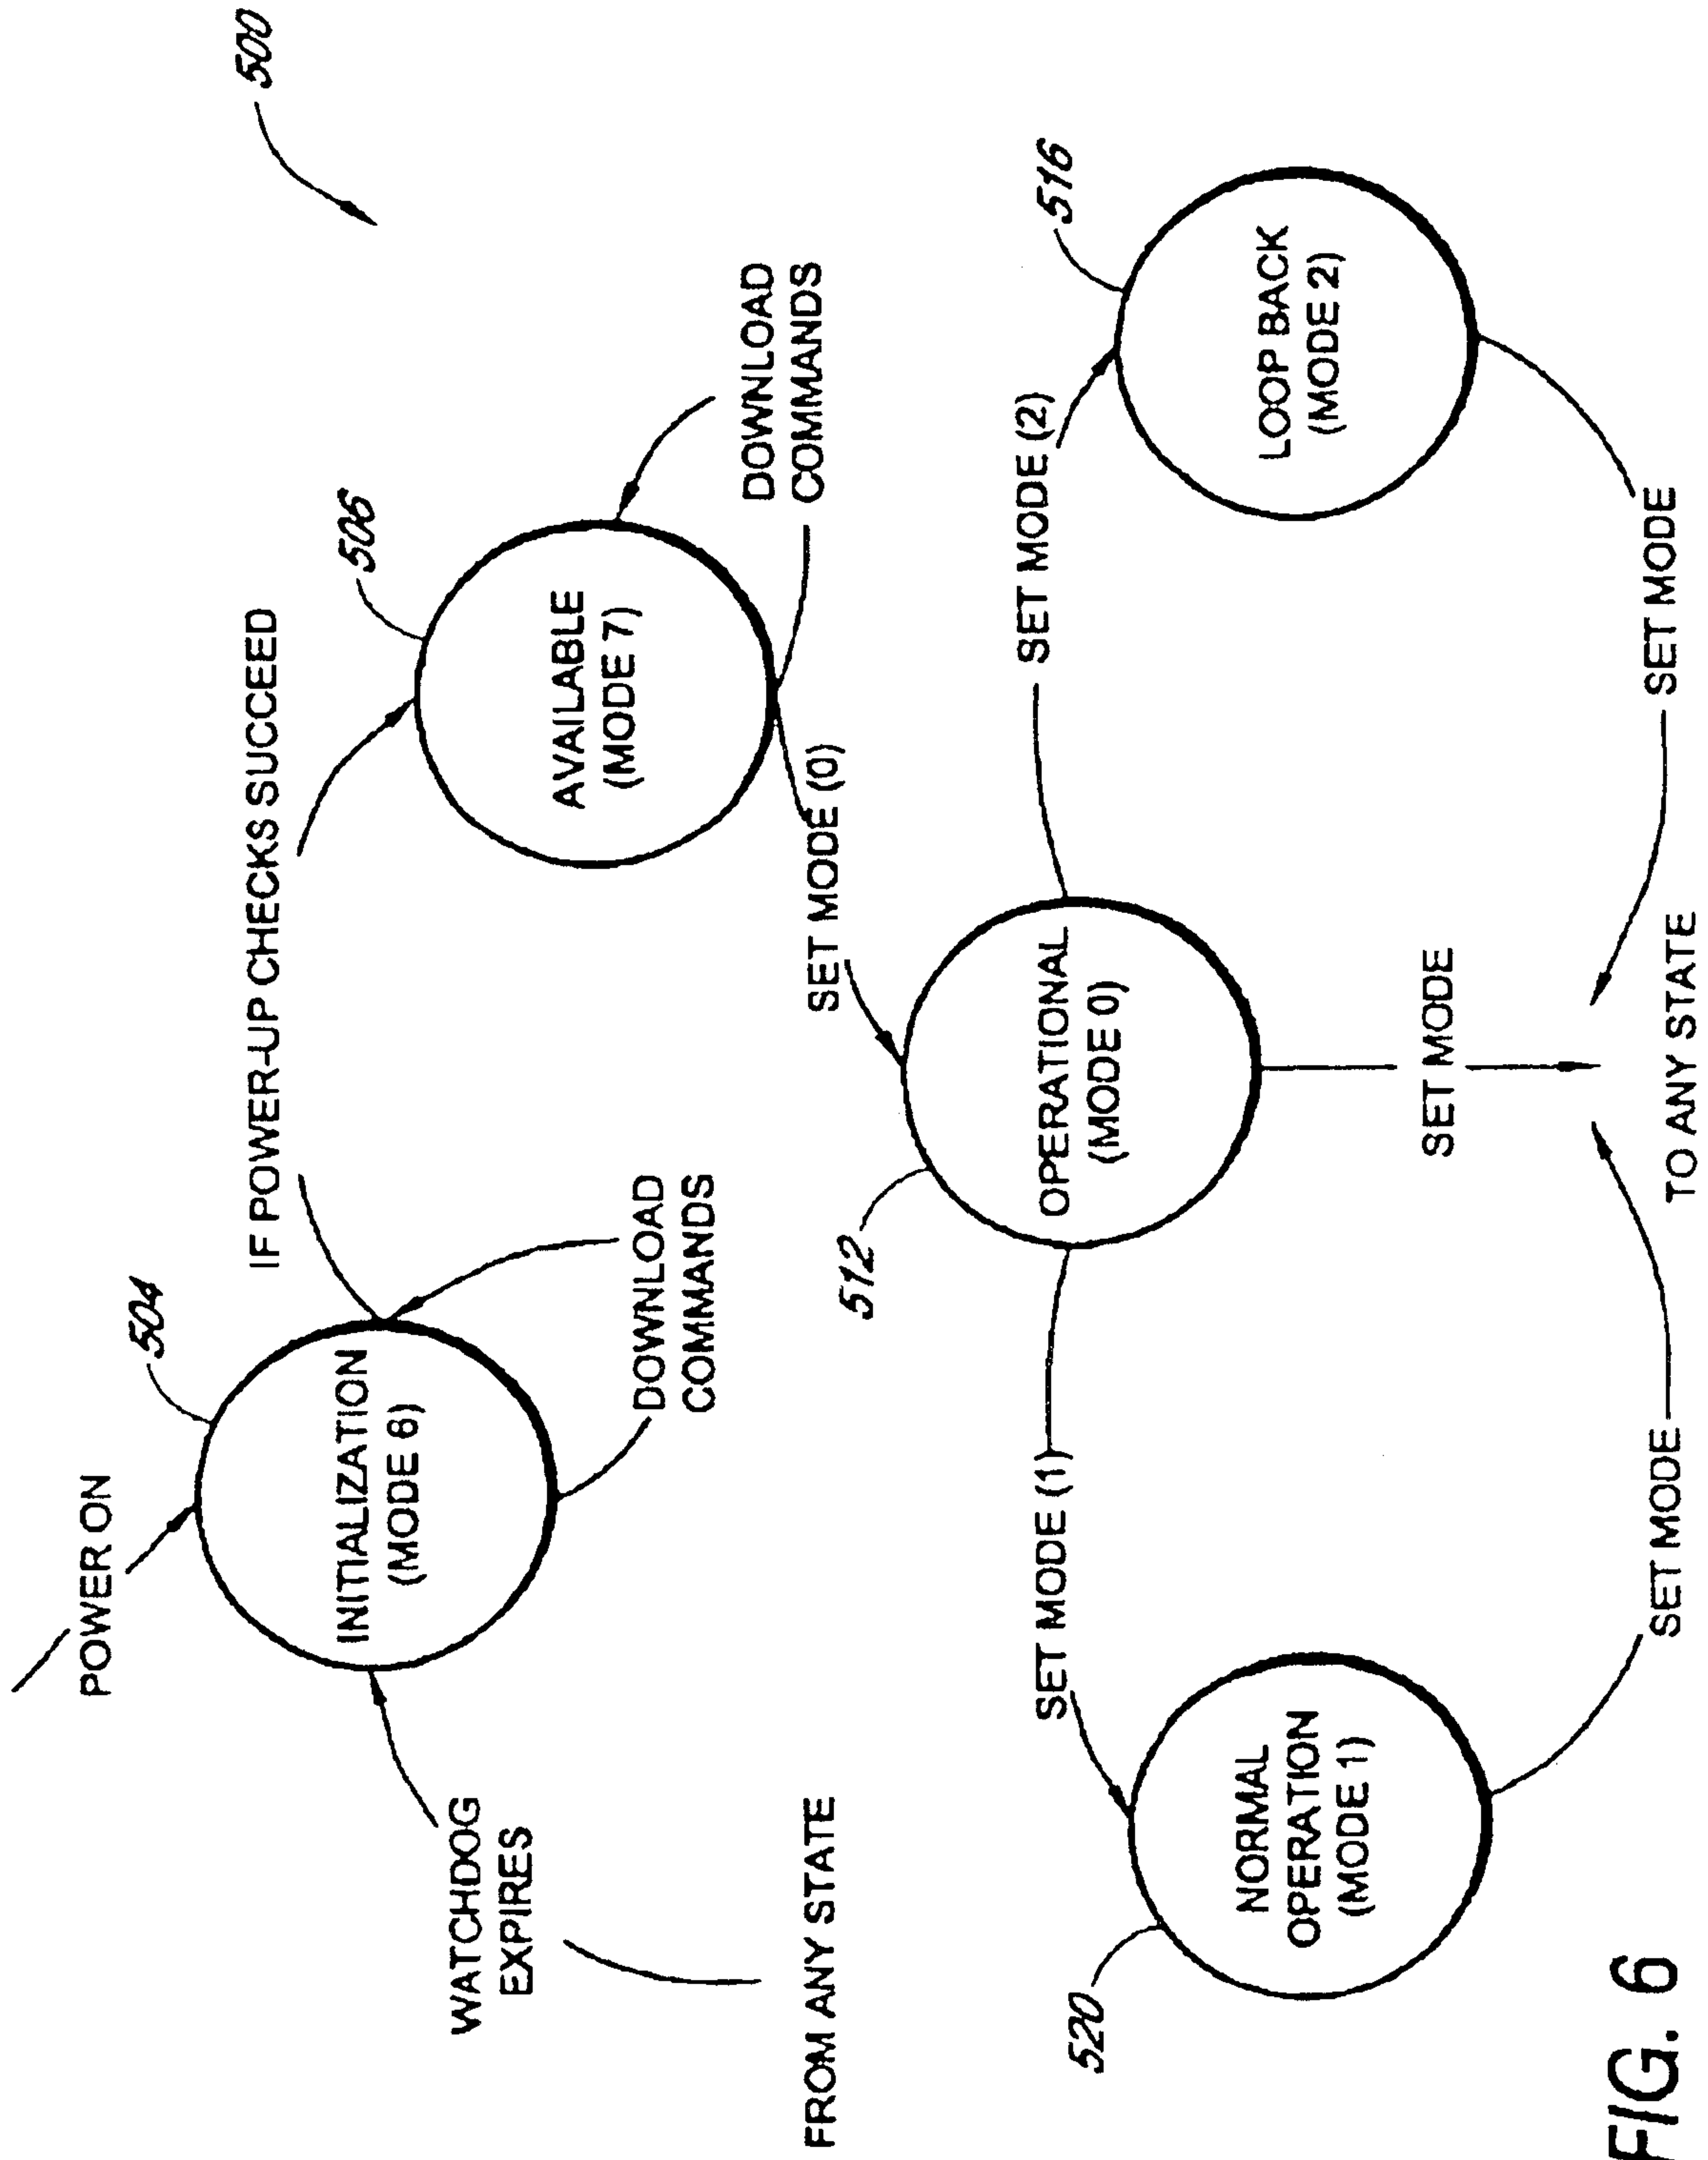 500
POWER ON
504
IF POWER-UP CHECKS SUCCEED
506
INITIALIZATION
(MODE 8)
WATCHDOG
EXPIRES
DOWNLOAD
COMMANDS
AVAILABLE
(MODE 7)
DOWNLOAD
COMMANDS
FROM ANY STATE
SET MODE (0)
512
OPERATIONAL
(MODE 0)
SET MODE (1)
SET MODE (2)
516
520
NORMAL
OPERATION
(MODE 1)
LOOP BACK
(MODE 2)
SET MODE
SET MODE
SET MODE
TO ANY STATE
FIG. 6